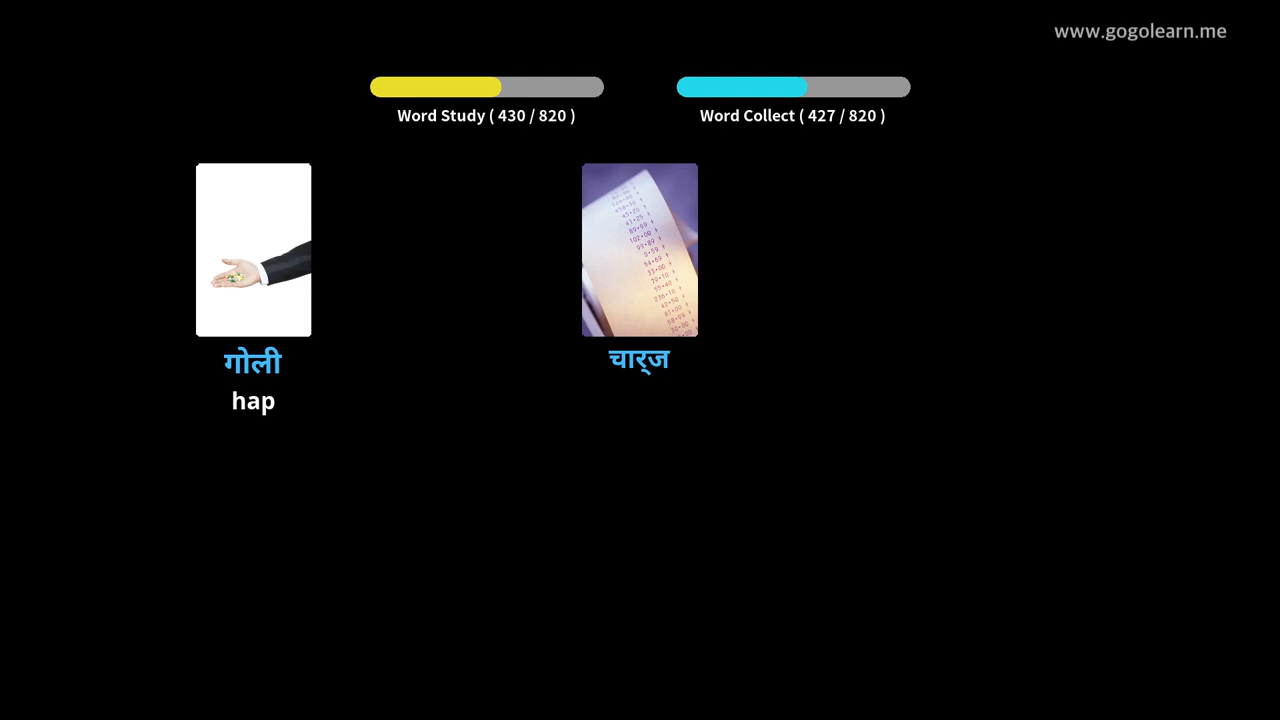 www.gogolearn.me
Word Study ( 430 / 820 )
Word Collect ( 427 / 820 )
गोली
hap
चार्‌ज